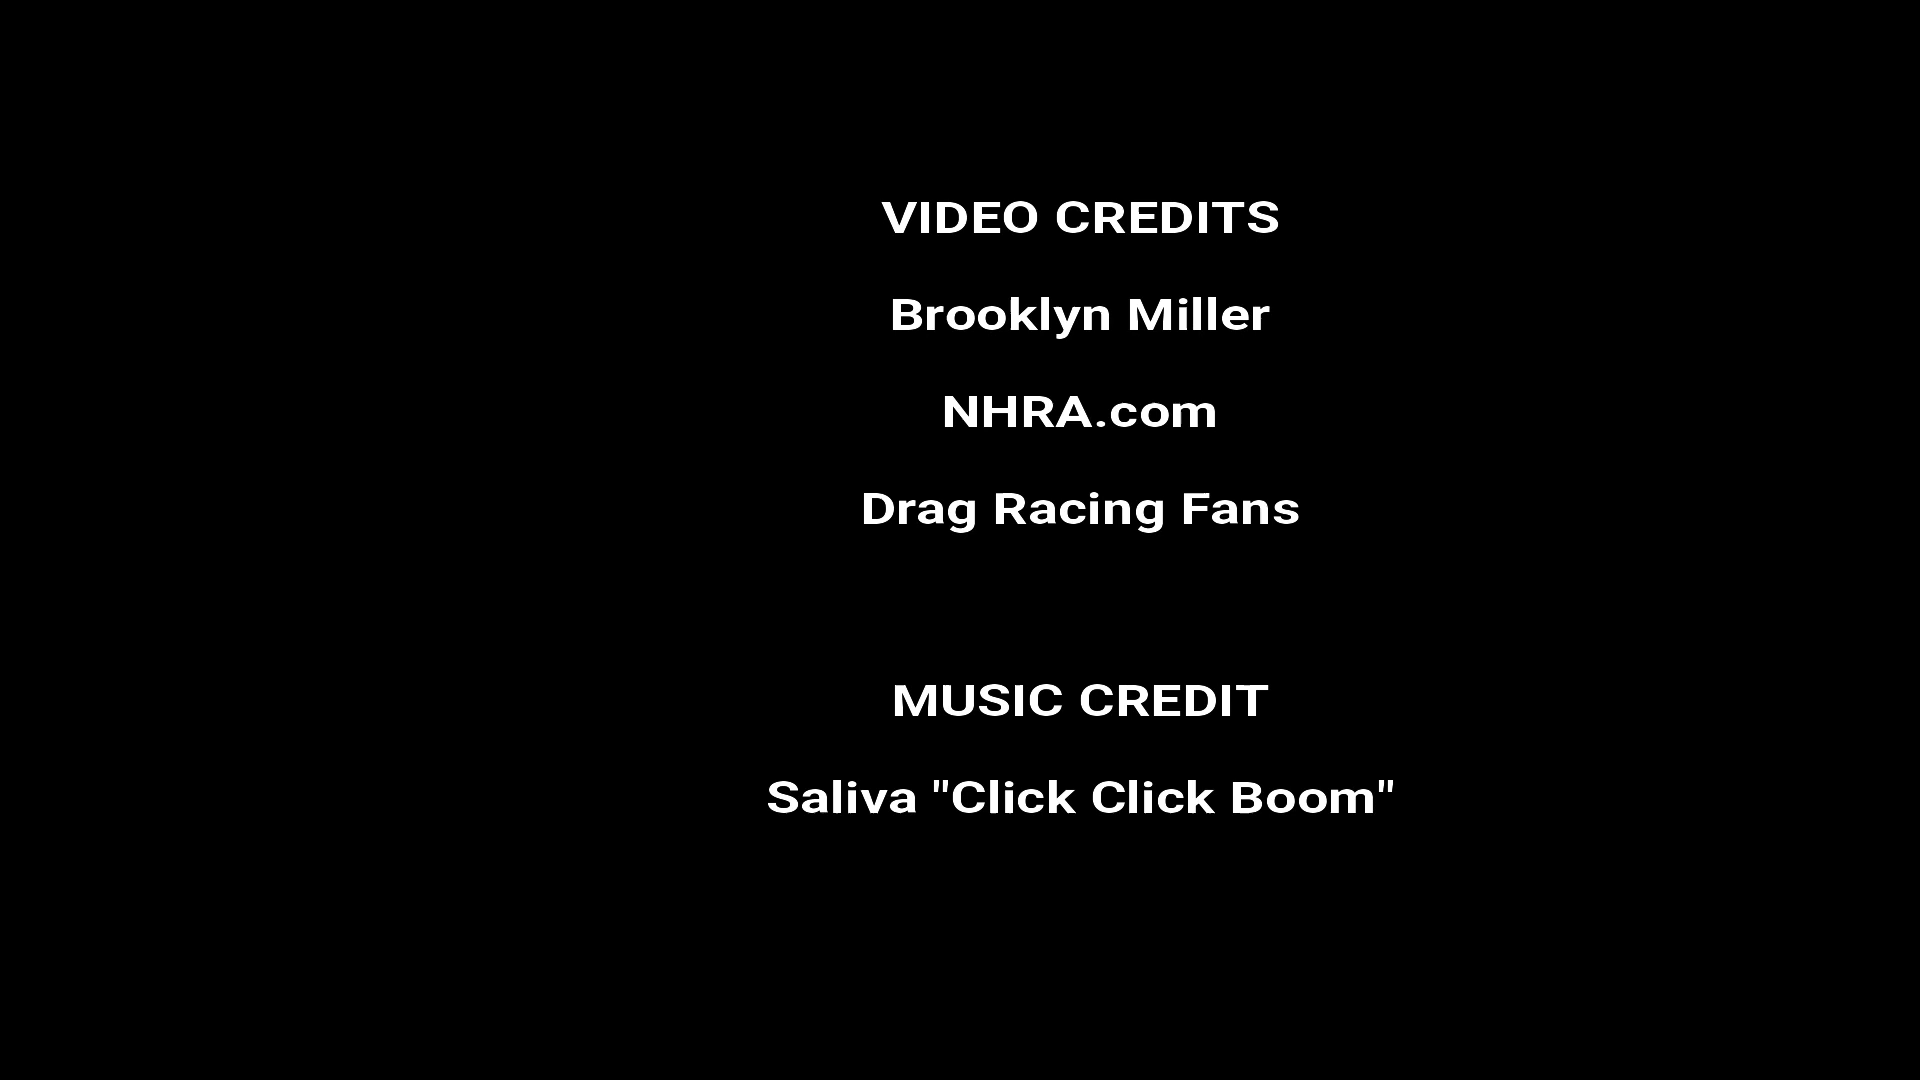 VIDEO CREDITS
Brooklyn Miller
NHRA.com
Drag Racing Fans
MUSIC CREDIT
Saliva "Click Click Boom"